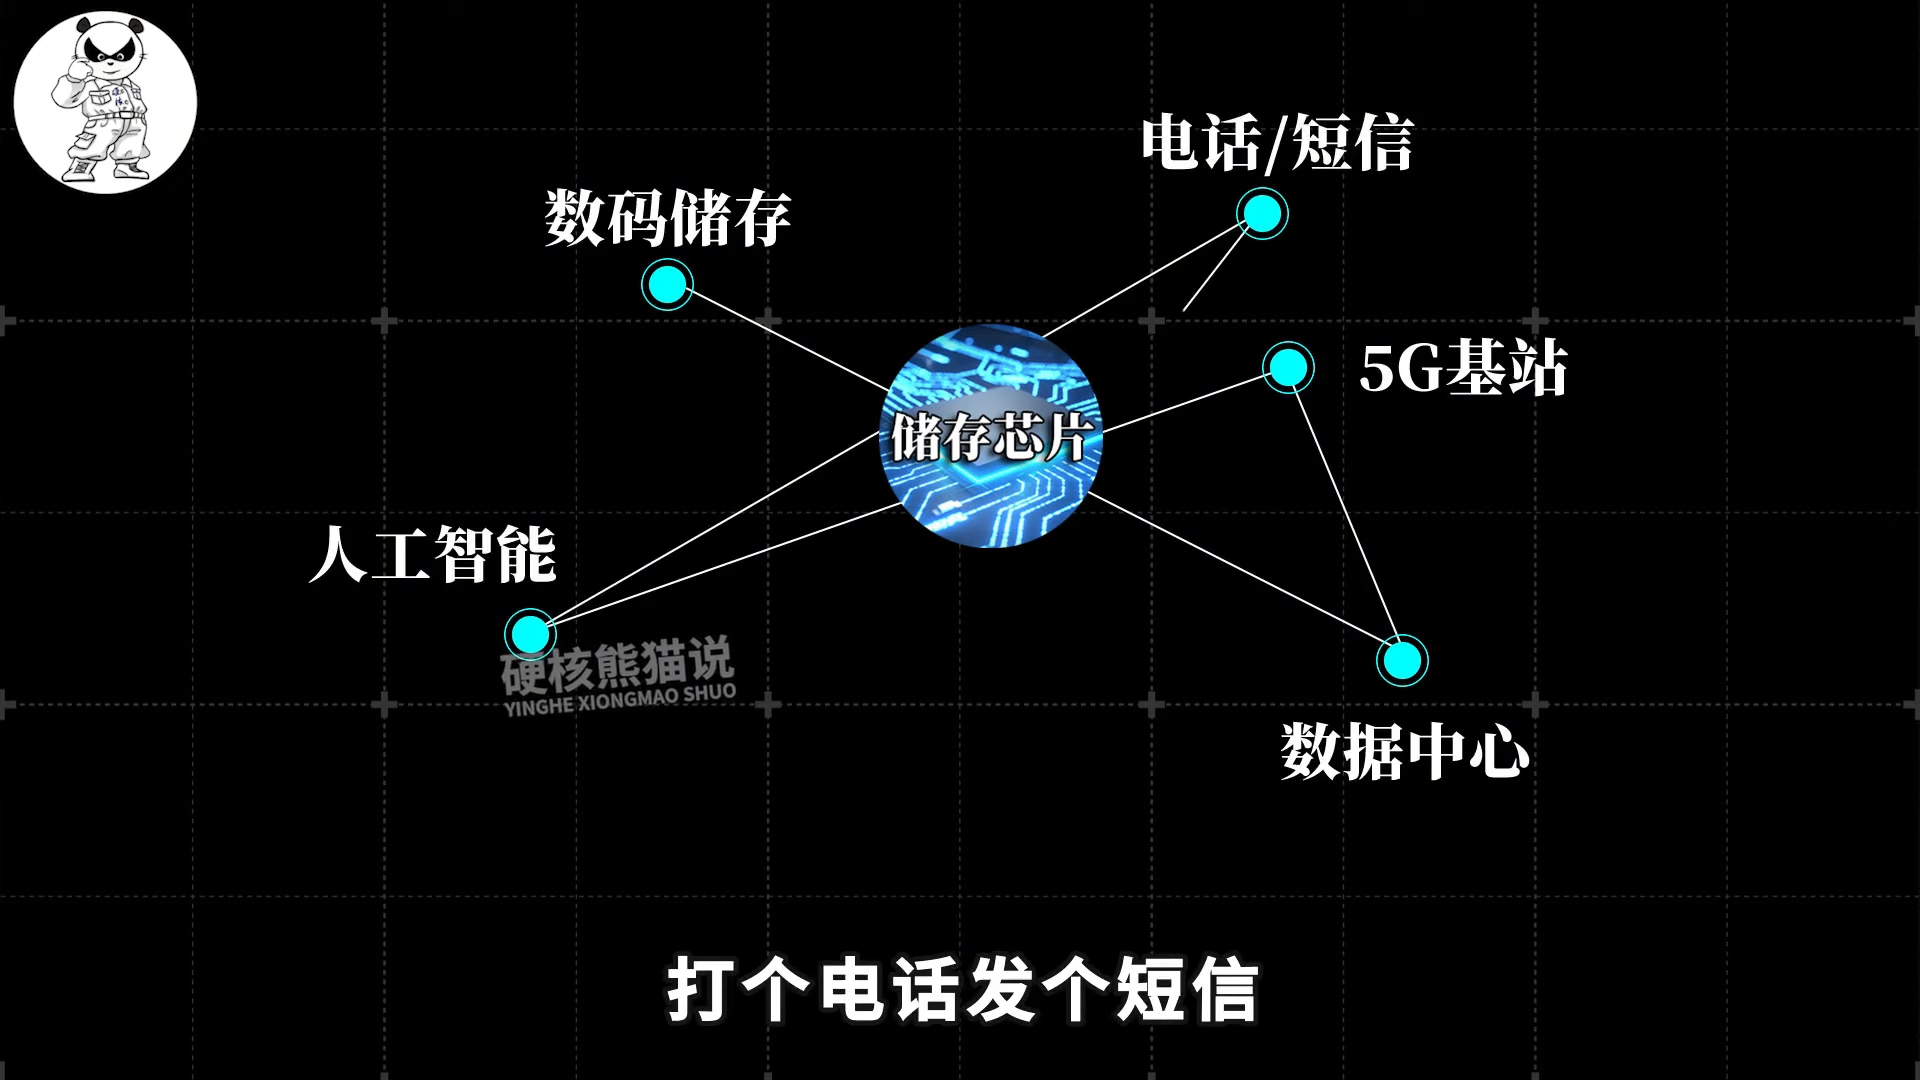 电话/短信
数码储存
5G基站
储存芯片
人工智能
硬核熊猫说
YINGHE XIONGMAO SHUO
数据中心
打个电话发个短信